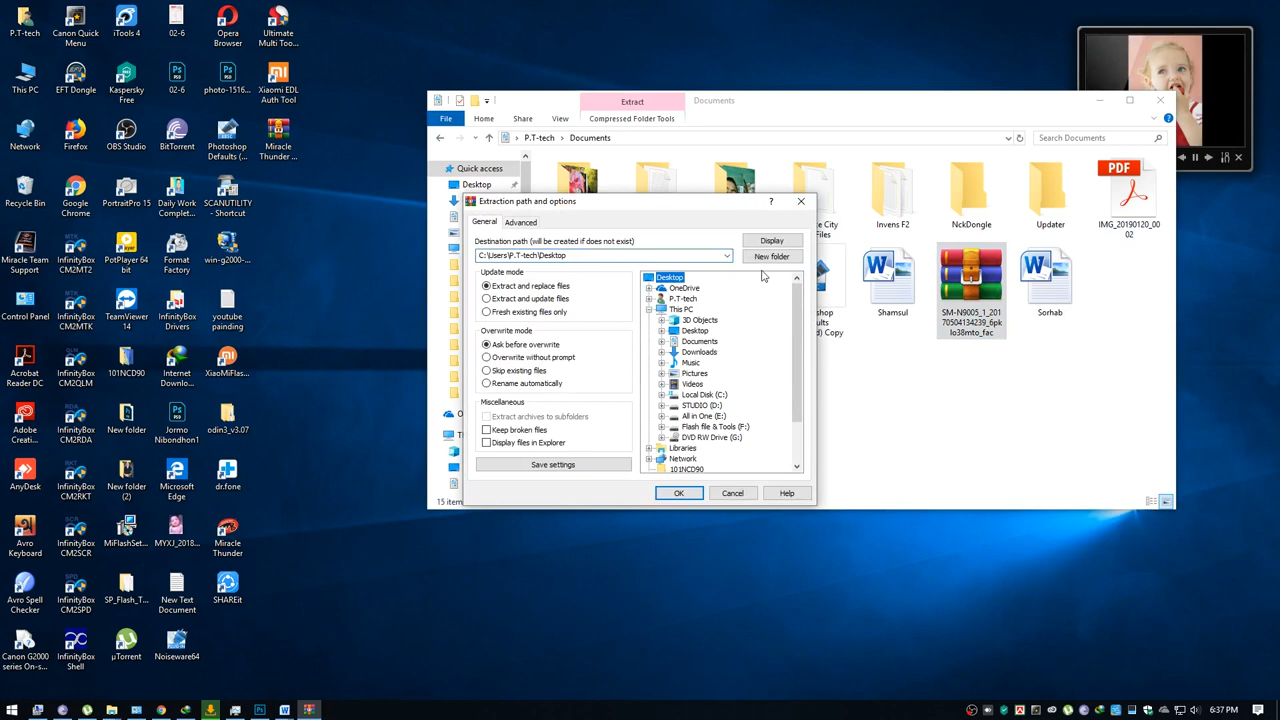 P.T-tech
Canon Quick
Menu
iTools 4
02-6
Opera
Browser
Ultimate
Multi Too...
This PC
EFT Dongle
Kaspersky
Free
02-6
photo-1516...
Xiaomi EDL
Auth Tool
Network
Firefox
OBS Studio
BitTorrent
Photoshop
Defaults (...
Miracle
Thunder ...
Recycle Bin
Google
Chrome
PortraitPro 15
Daily Work
Complet...
SCANUTILITY
- Shortcut
Miracle Team
Support
InfinityBox
CM2MT2
PotPlayer 64
bit
Format
Factory
win-g2000-...
Control Panel
InfinityBox
CM2MTK
TeamViewer
14
InfinityBox
Drivers
youtube
painding
Acrobat
Reader DC
InfinityBox
CM2QLM
101NCD90
Internet
Downlo...
XiaoMiFlas...
Adobe
Creati...
InfinityBox
CM2RDA
New folder
Jormo
Nibondhon1
odin3_v3.07
AnyDesk
InfinityBox
CM2RKT
New folder
(2)
Microsoft
Edge
dr.fone
Avro
Keyboard
InfinityBox
CM2SCR
MiFlashSet...
MYXJ_2018...
Miracle
Thunder
Avro Spell
Checker
InfinityBox
CM2SPD
SP_Flash_T...
New Text
Document
SHAREit
Canon G2000
series On-s...
InfinityBox
Shell
µTorrent
Noiseware64
Extract
Documents
File
Home
Share
View
Compressed Folder Tools
P.T-tech
Documents
Search Documents
Quick access
Desktop
Invens F2
NckDongle
Updater
PDF
IMG_20190120_00
02
Shamsul
SM-N9005_1_201
70504134239_6pk
lo38mto_fac
Sorhab
15 item
Extraction path and options
General
Advanced
Destination path (will be created if does not exist)
Display
C:\Users\P.T-tech\Desktop
New folder
Update mode
Extract and replace files
Extract and update files
Fresh existing files only
Overwrite mode
Ask before overwrite
Overwrite without prompt
Skip existing files
Rename automatically
Miscellaneous
Extract archives to subfolders
Keep broken files
Display files in Explorer
Save settings
Desktop
OneDrive
P.T-tech
This PC
3D Objects
Desktop
Documents
Downloads
Music
Pictures
Videos
Local Disk (C:)
STUDIO (D:)
All in One (E:)
Flash file & Tools (F:)
DVD RW Drive (G:)
Libraries
Network
101NCD90
OK
Cancel
Help
6:37 PM